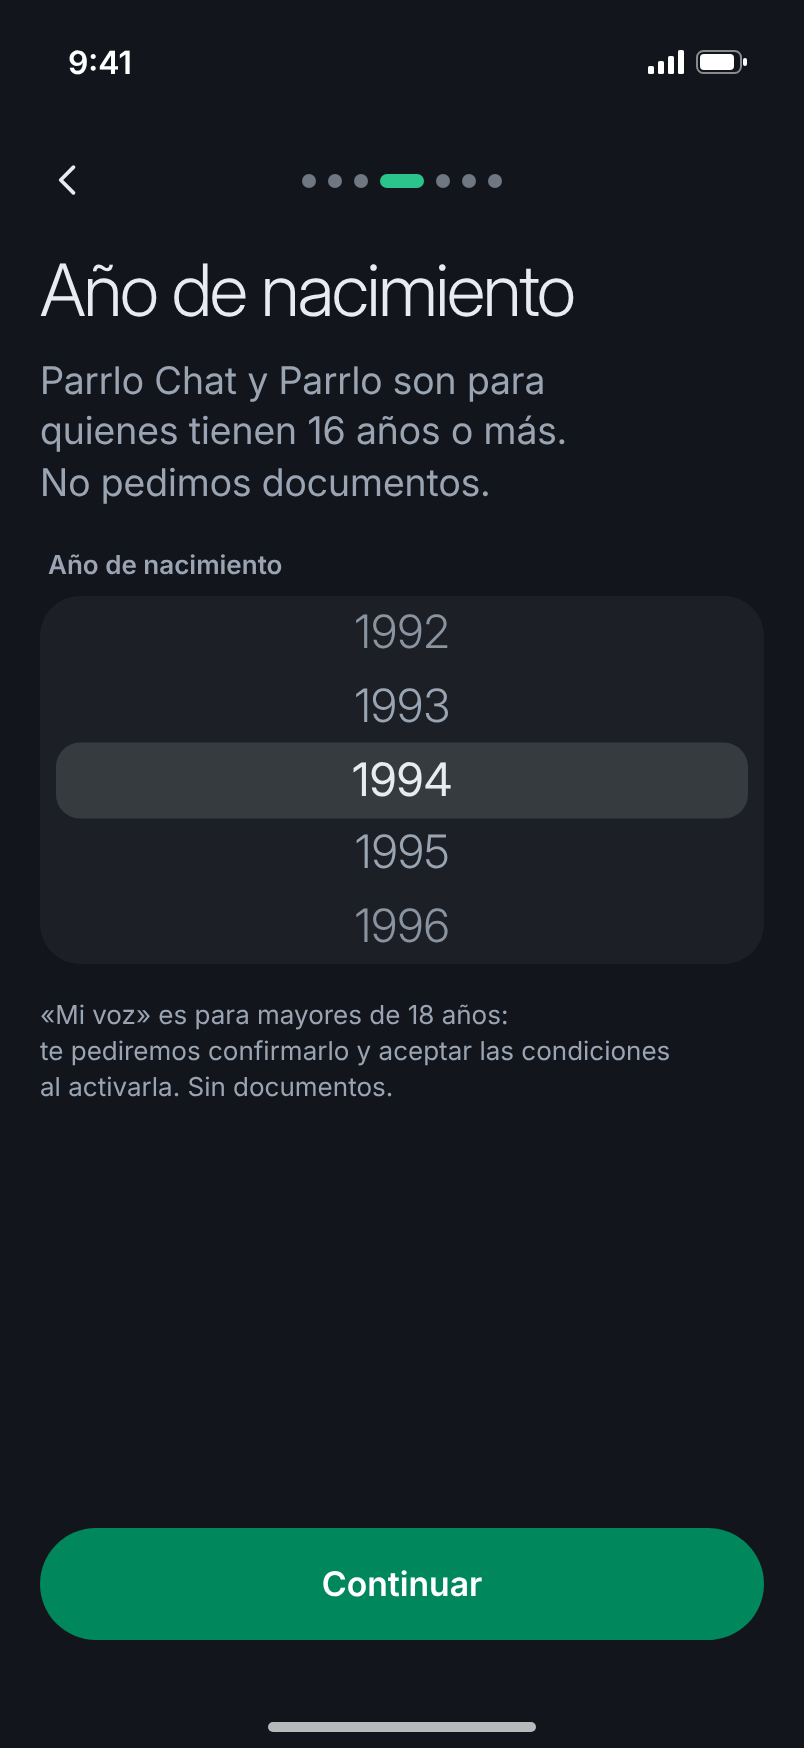 9:41
Año de nacimiento
Parrlo Chat y Parrlo son para
quienes tienen 16 años o más.
No pedimos documentos.
Año de nacimiento
1992
1993
1994
1995
1996
«Mi voz» es para mayores de 18 años:
te pediremos confirmarlo y aceptar las condiciones
al activarla. Sin documentos.
Continuar